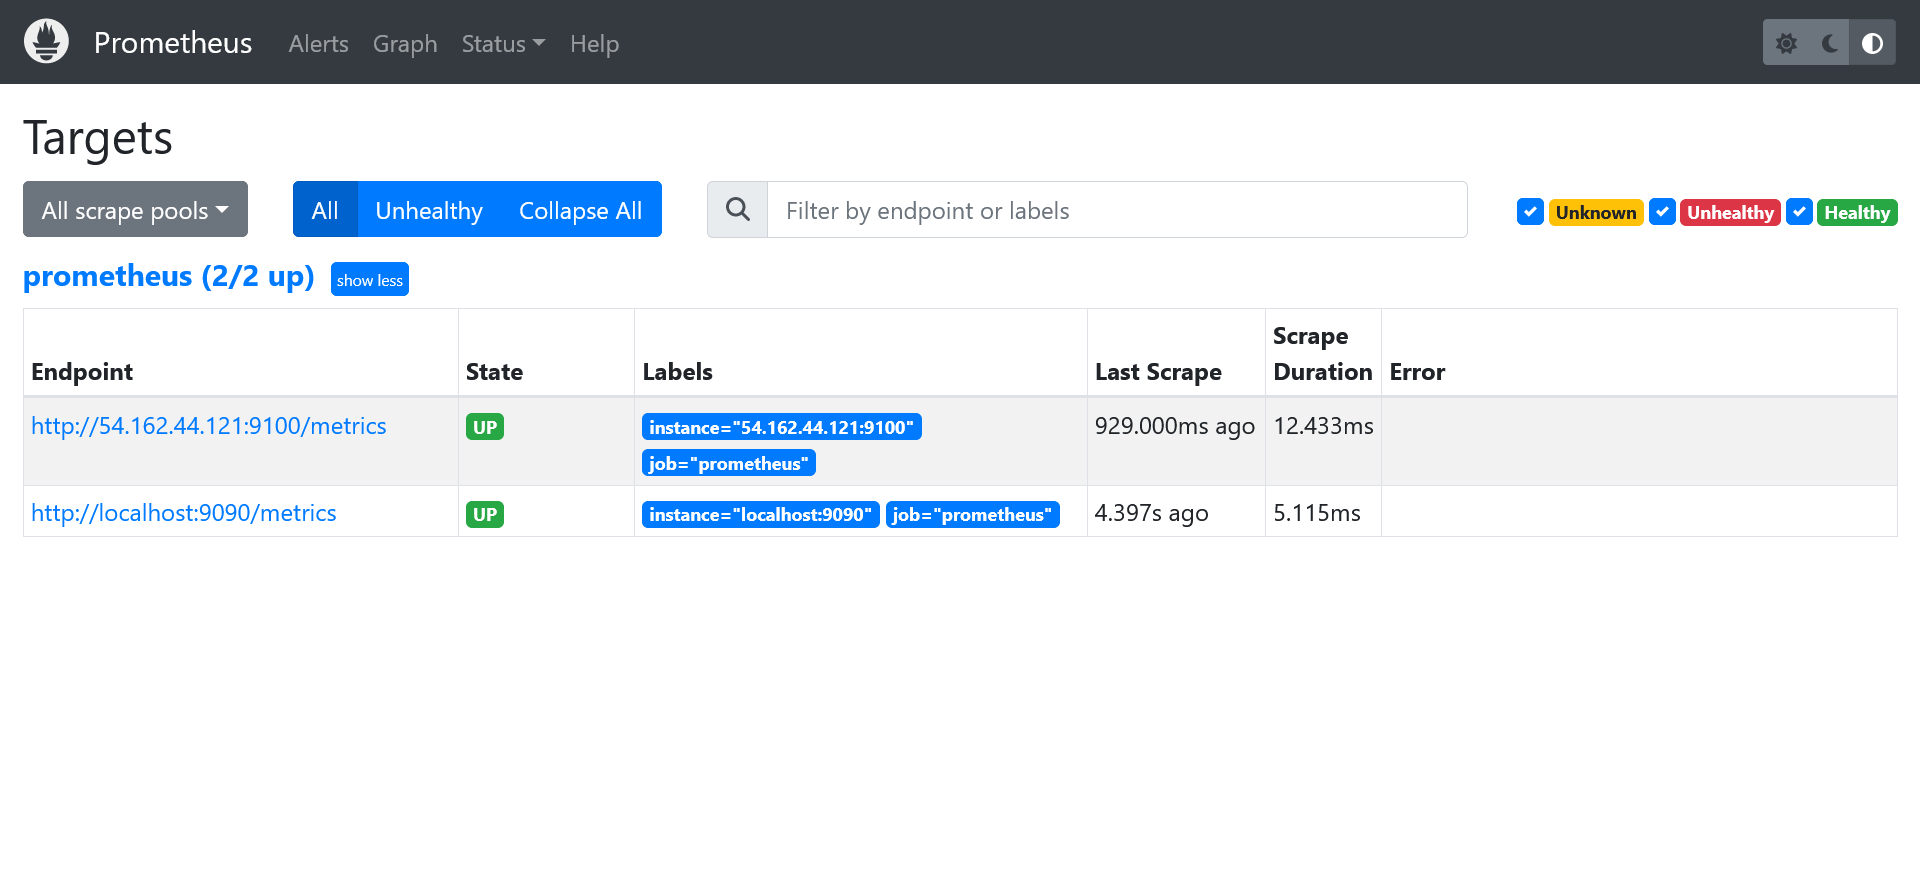 Prometheus Alerts Graph Status Help
Targets
All scrape pools All Unhealthy Collapse All Filter by endpoint or labels Unknown Unhealthy Healthy
prometheus (2/2 up) show less
Endpoint State Labels Last Scrape Scrape Duration Error
http://54.162.44.121:9100/metrics UP instance="54.162.44.121:9100" 929.000ms ago 12.433ms
job="prometheus"
http://localhost:9090/metrics UP instance="localhost:9090" job="prometheus" 4.397s ago 5.115ms